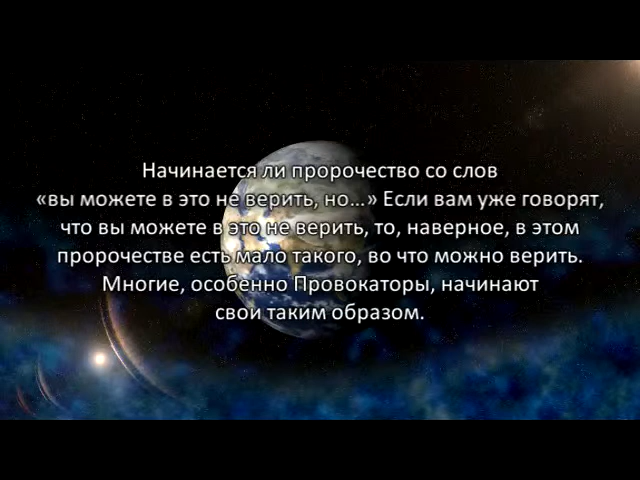 Начинается ли пророчество со слов
«вы можете в это не верить, но...» Если вам уже говорят,
что вы можете в это не верить, то, наверное, в этом
пророчестве есть мало такого, во что можно верить.
Многие, особенно Провокаторы, начинают
свои таким образом.